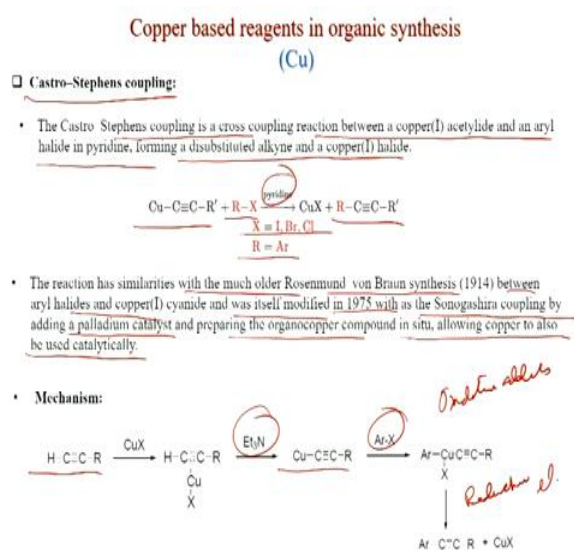 Copper based reagents in organic synthesis
(Cu)
❑ Castro–Stephens coupling:
• The Castro Stephens coupling is a cross coupling reaction between a copper(I) acetylide and an aryl
halide in pyridine, forming a disubstituted alkyne and a copper(I) halide.
pyridine
Cu−C≡C−R′ + R−X ⟶ CuX + R−C≡C−R′
X = I, Br, Cl
R = Ar
• The reaction has similarities with the much older Rosenmund von Braun synthesis (1914) between
aryl halides and copper(I) cyanide and was itself modified in 1975 with as the Sonogashira coupling by
adding a palladium catalyst and preparing the organocopper compound in situ, allowing copper to also
be used catalytically.
Oxidative
• Mechanism:
CuX Et₃N Ar-X
H-C≡C-R H-C≡C-R Cu-C≡C-R Ar-CuC≡C-R
Cu X
X
Ar C≡C R + CuX